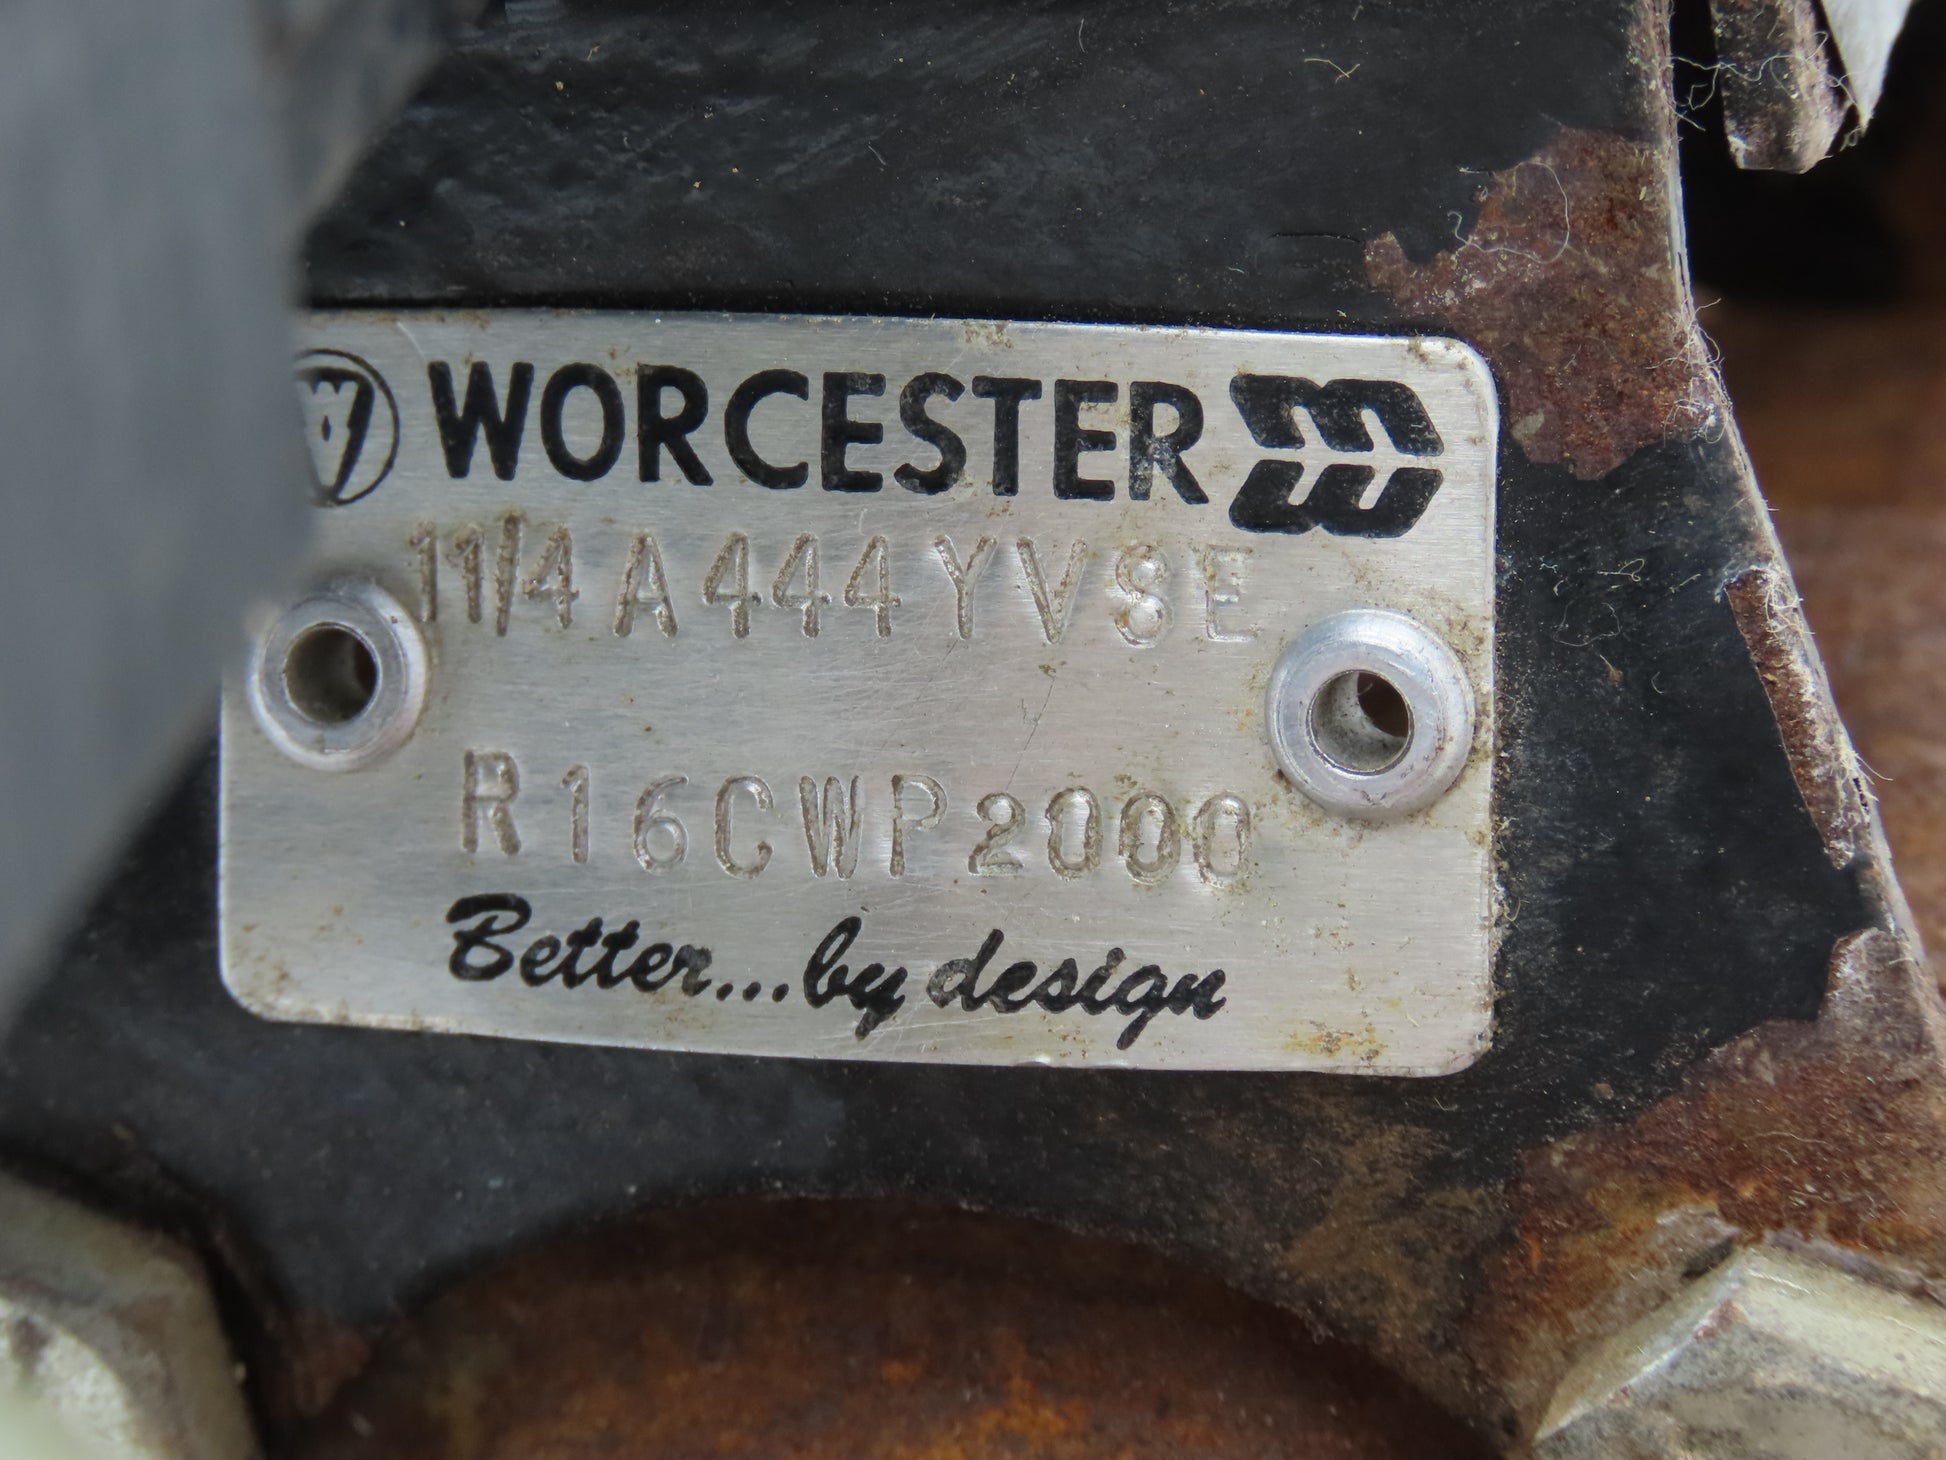 WORCESTER
11/4 A 444 YV8E
R16CWP2000
Better...by design